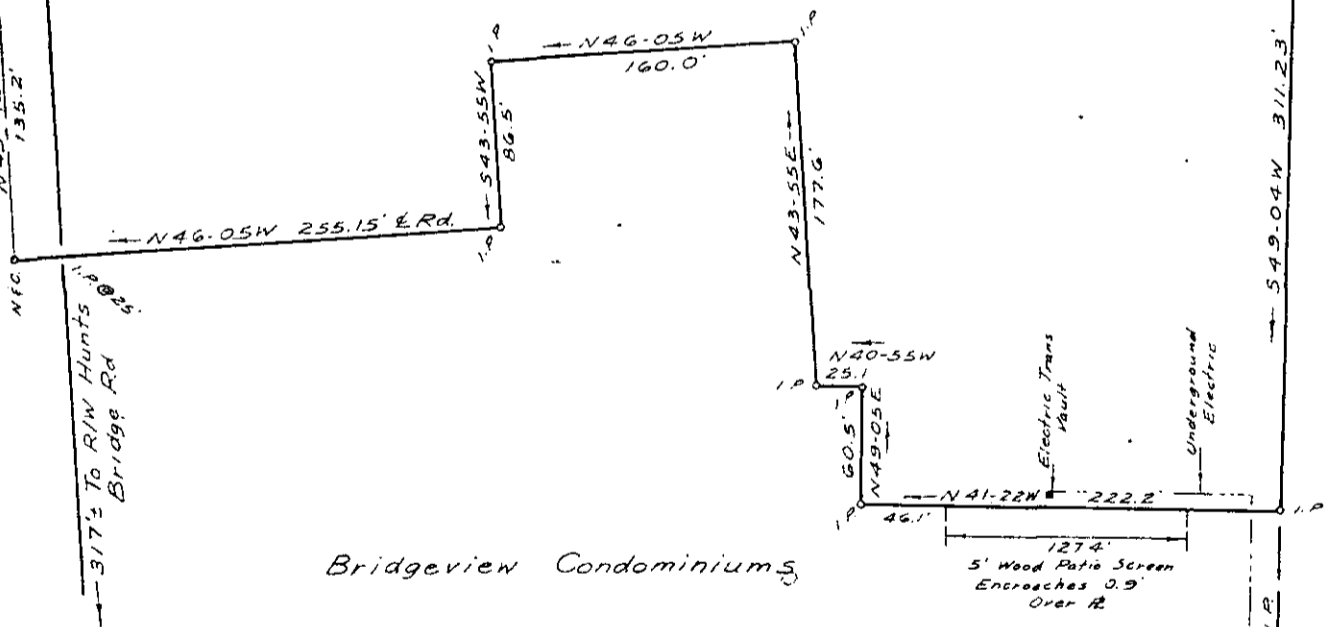 135.2'
N46-05W
160.0'
I.P.
I.P.
S43-55W
86.5'
N43-55E
177.6'
S49-04W 311.23'
N46-05W 255.15' ℄ Rd.
I.P.
N.F.C.
I.P. @ 25'
317'± To R/W Hunts
Bridge Rd
N40-55W
25.1
I.P.
I.P.
60.5'
N49-05E
Electric Trans
Vault
Underground
Electric
N41-22W 222.2'
46.1'
I.P.
I.P
127.4'
5' Wood Patio Screen
Encroaches 0.9'
Over ℞
Bridgeview Condominiums
I.P.